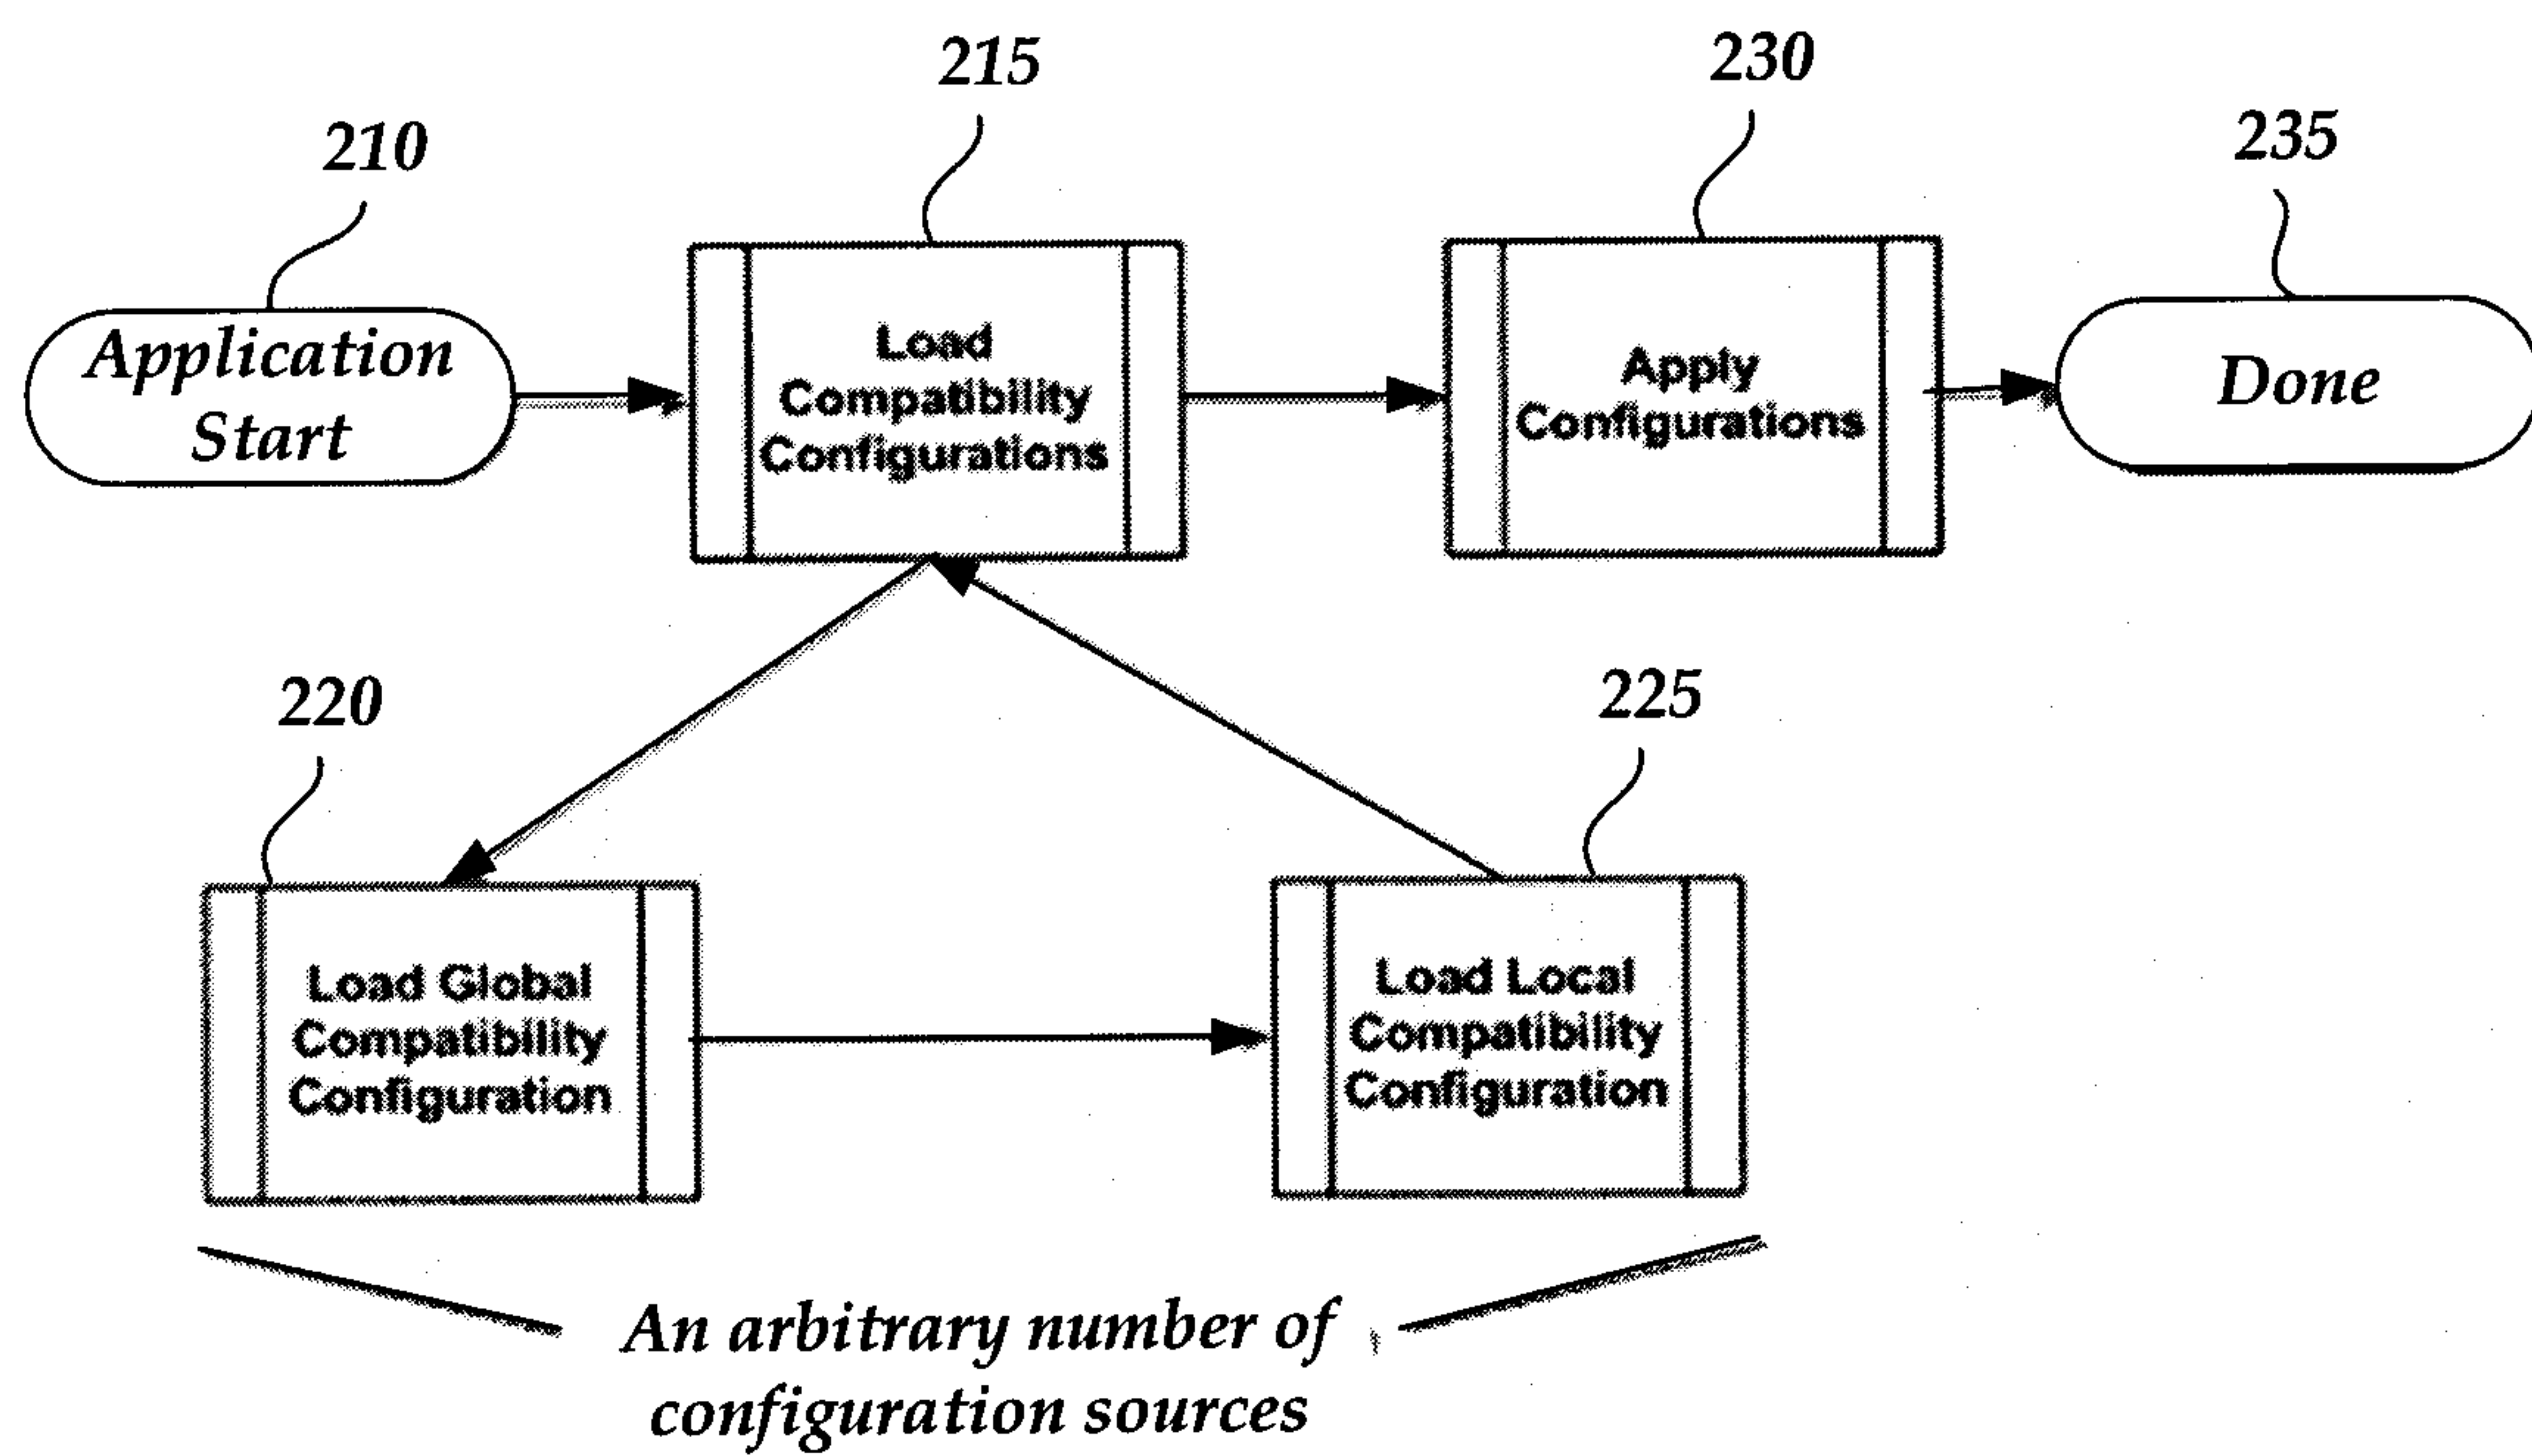 215
230
210
235
Application
Start
Load
Compatibility
Configurations
Apply
Configurations
Done
220
225
Load Global
Compatibility
Configuration
Load Local
Compatibility
Configuration
An arbitrary number of
configuration sources